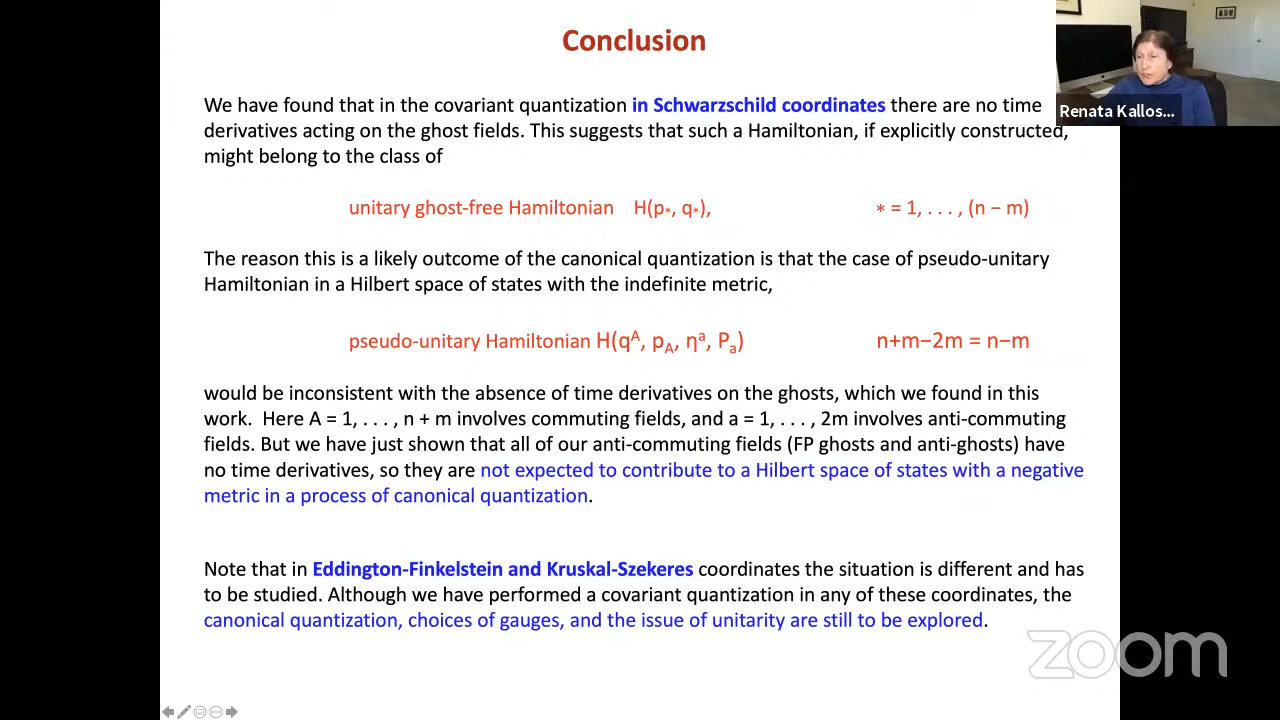 Conclusion
We have found that in the covariant quantization in Schwarzschild coordinates there are no time
derivatives acting on the ghost fields. This suggests that such a Hamiltonian, if explicitly constructed,
might belong to the class of
unitary ghost-free Hamiltonian H(p*, q*), * = 1, . . . , (n − m)
The reason this is a likely outcome of the canonical quantization is that the case of pseudo-unitary
Hamiltonian in a Hilbert space of states with the indefinite metric,
pseudo-unitary Hamiltonian H(qᴬ, p_A, ηᵃ, Pₐ) n+m−2m = n−m
would be inconsistent with the absence of time derivatives on the ghosts, which we found in this
work. Here A = 1, . . . , n + m involves commuting fields, and a = 1, . . . , 2m involves anti-commuting
fields. But we have just shown that all of our anti-commuting fields (FP ghosts and anti-ghosts) have
no time derivatives, so they are not expected to contribute to a Hilbert space of states with a negative
metric in a process of canonical quantization.
Note that in Eddington-Finkelstein and Kruskal-Szekeres coordinates the situation is different and has
to be studied. Although we have performed a covariant quantization in any of these coordinates, the
canonical quantization, choices of gauges, and the issue of unitarity are still to be explored.
Renata Kallos...
zoom